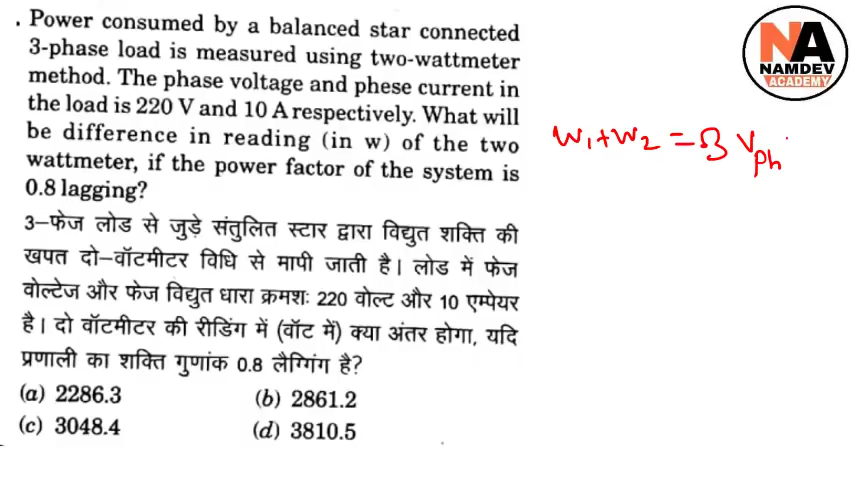 . Power consumed by a balanced star connected
3-phase load is measured using two-wattmeter
method. The phase voltage and phese current in
the load is 220 V and 10 A respectively. What will
be difference in reading (in w) of the two
wattmeter, if the power factor of the system is
0.8 lagging?
3–फेज लोड से जुड़े संतुलित स्टार द्वारा विद्युत शक्ति की
खपत दो–वॉटमीटर विधि से मापी जाती है। लोड में फेज
वोल्टेज और फेज विद्युत धारा क्रमशः 220 वोल्ट और 10 एम्पेयर
है। दो वॉटमीटर की रीडिंग में (वॉट में) क्या अंतर होगा, यदि
प्रणाली का शक्ति गुणांक 0.8 लैग्गिंग है?
(a) 2286.3 (b) 2861.2
(c) 3048.4 (d) 3810.5
W1+W2 = 3 Vph
NA
NAMDEV
ACADEMY